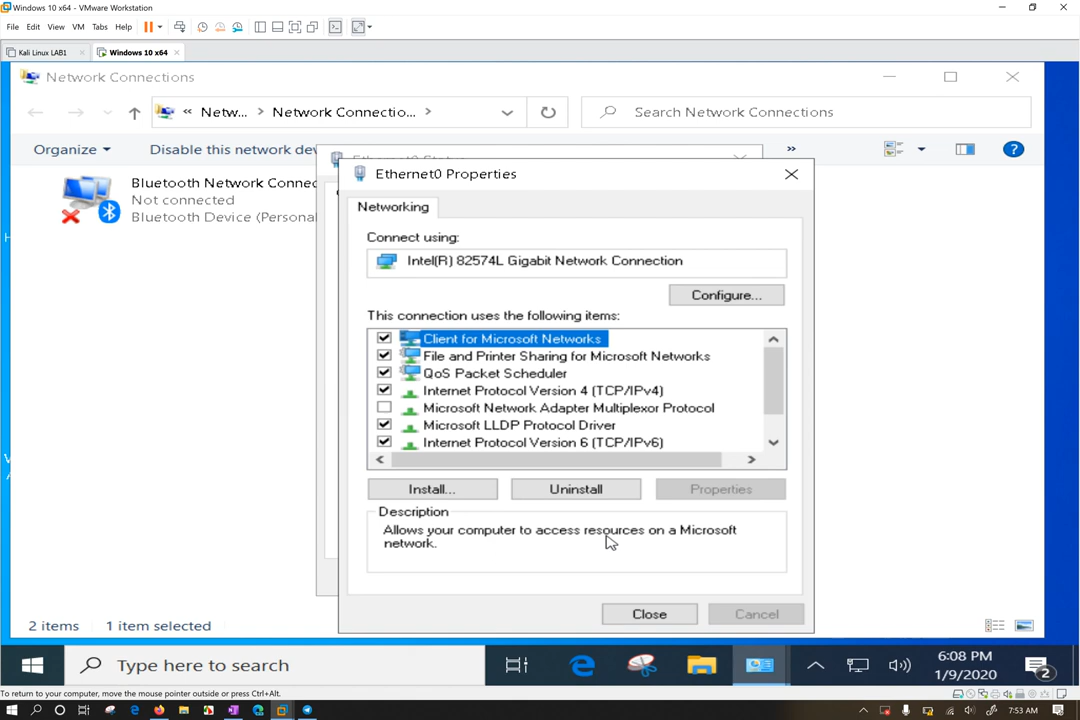 Windows 10 x64 - VMware Workstation
File Edit View VM Tabs Help
Kali Linux LAB1
Windows 10 x64
Network Connections
« Netw... > Network Connectio... >
Search Network Connections
Organize
Disable this network dev
»
Bluetooth Network Connec
Not connected
Bluetooth Device (Personal
Ethernet0 Status
Ethernet0 Properties
Networking
Connect using:
Intel(R) 82574L Gigabit Network Connection
Configure...
This connection uses the following items:
Client for Microsoft Networks
File and Printer Sharing for Microsoft Networks
QoS Packet Scheduler
Internet Protocol Version 4 (TCP/IPv4)
Microsoft Network Adapter Multiplexor Protocol
Microsoft LLDP Protocol Driver
Internet Protocol Version 6 (TCP/IPv6)
Install... Uninstall Properties
Description
Allows your computer to access resources on a Microsoft
network.
Close Cancel
2 items 1 item selected
Type here to search
6:08 PM
1/9/2020
2
To return to your computer, move the mouse pointer outside or press Ctrl+Alt.
7:53 AM